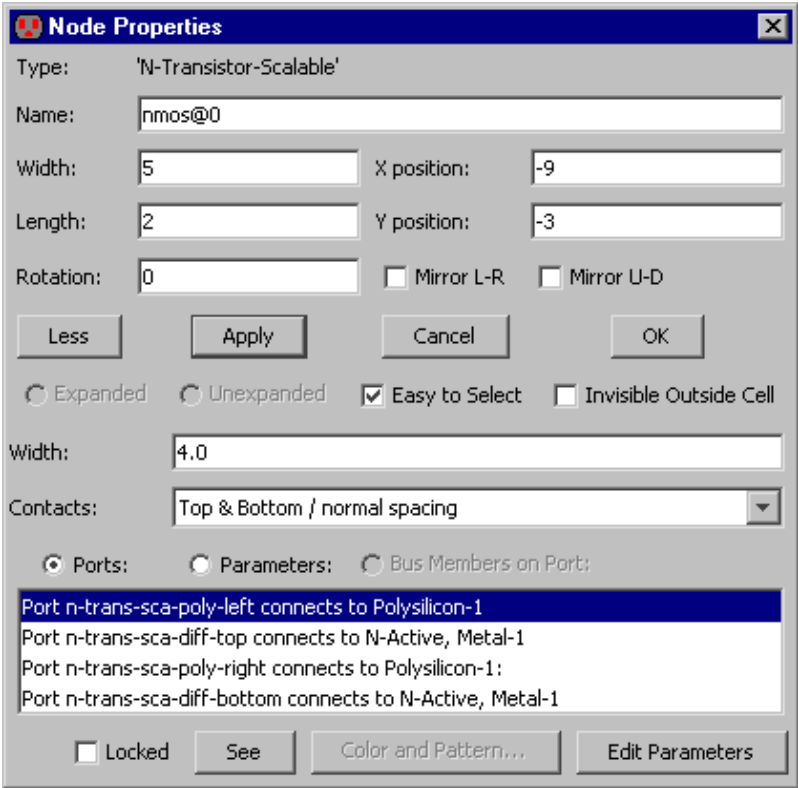 Node Properties
Type: 'N-Transistor-Scalable'
Name: nmos@0
Width: 5 X position: -9
Length: 2 Y position: -3
Rotation: 0 Mirror L-R Mirror U-D
Less Apply Cancel OK
Expanded Unexpanded Easy to Select Invisible Outside Cell
Width: 4.0
Contacts: Top & Bottom / normal spacing
Ports: Parameters: Bus Members on Port:
Port n-trans-sca-poly-left connects to Polysilicon-1
Port n-trans-sca-diff-top connects to N-Active, Metal-1
Port n-trans-sca-poly-right connects to Polysilicon-1:
Port n-trans-sca-diff-bottom connects to N-Active, Metal-1
Locked See Color and Pattern... Edit Parameters